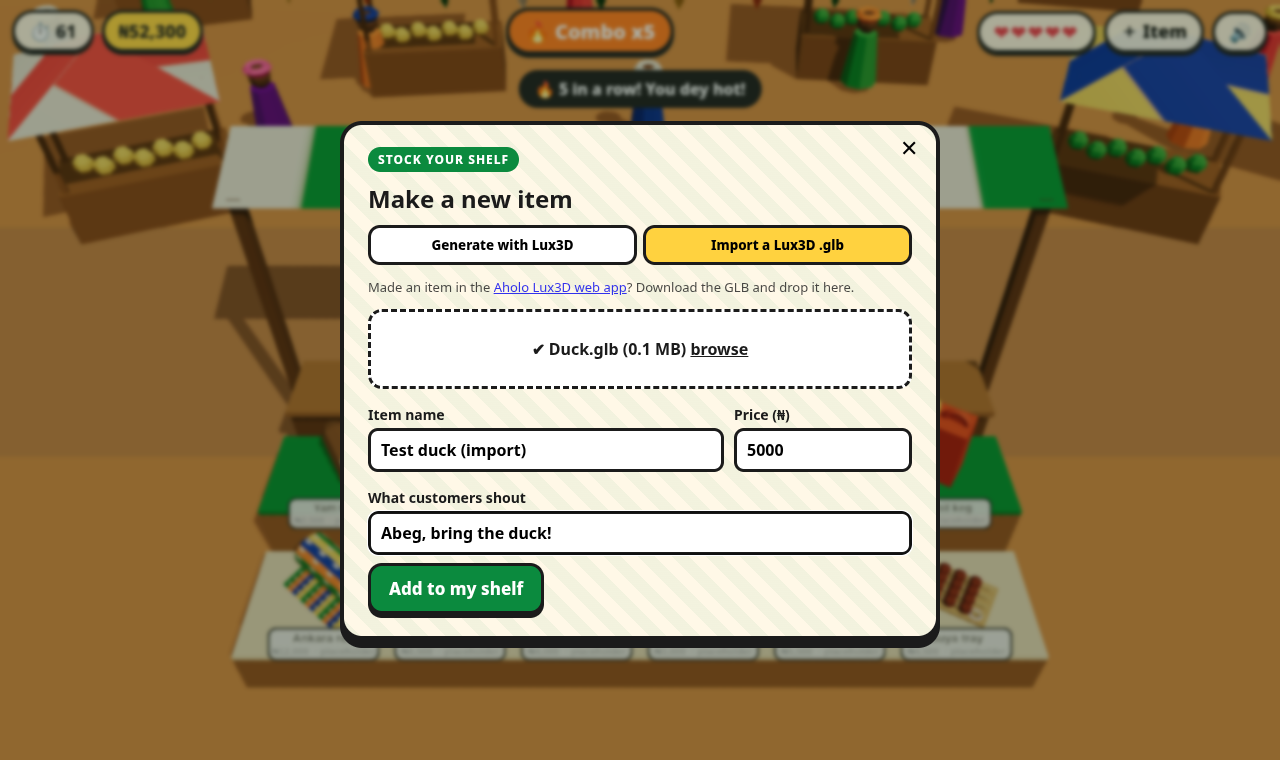 61
₦52,300
🔥 Combo x5
♥♥♥♥♥
+ Item
🔥 5 in a row! You dey hot!
STOCK YOUR SHELF
✕
Make a new item
Generate with Lux3D
Import a Lux3D .glb
Made an item in the Aholo Lux3D web app? Download the GLB and drop it here.
✔ Duck.glb (0.1 MB) browse
Item name
Price (₦)
Test duck (import)
5000
What customers shout
Abeg, bring the duck!
Add to my shelf
Ankara